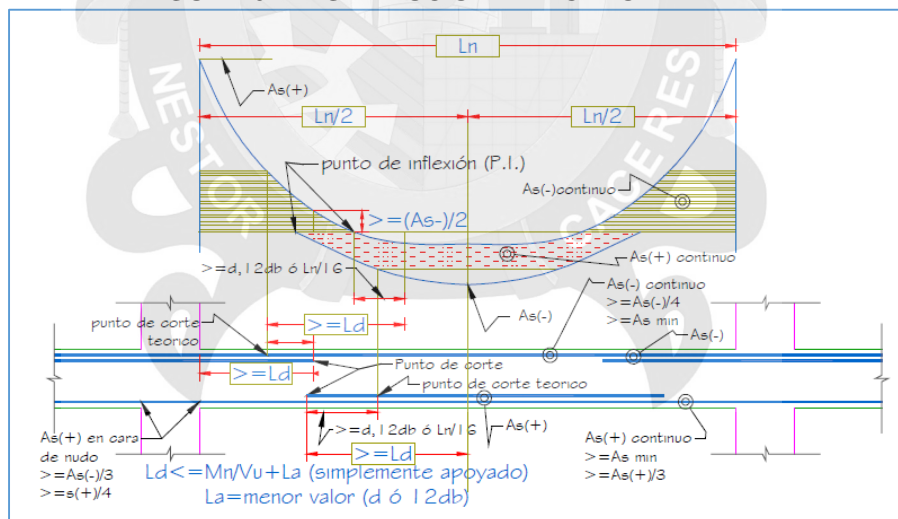 Ln
As(+)
Ln/2
Ln/2
punto de inflexión (P.I.)
As(-)continuo
>=(As-)/2
>=d,12db ó Ln/16
As(+) continuo
As(-) continuo
>=As(-)/4
>=As min
punto de corte
teorico
>=Ld
As(-)
As(-)
>=Ld
Punto de corte
punto de corte teorico
As(+) en cara
de nudo
>=As(-)/3
>=s(+)/4
>=d,12db ó Ln/16
As(+)
As(+) continuo
>=As min
>=As(+)/3
>=Ld
Ld<=Mn/Vu+La (simplemente apoyado)
La=menor valor (d ó 12db)
NESTOR
CACERES